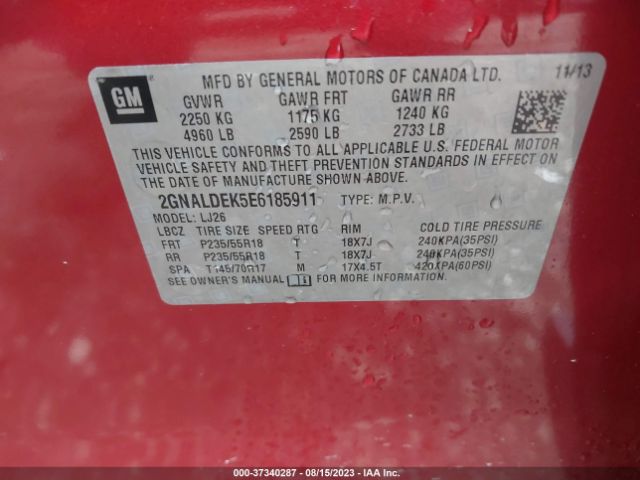 GM
MFD BY GENERAL MOTORS OF CANADA LTD. 11/13
GVWR GAWR FRT GAWR RR
2250 KG 1175 KG 1240 KG
4960 LB 2590 LB 2733 LB
THIS VEHICLE CONFORMS TO ALL APPLICABLE U.S. FEDERAL MOTOR
VEHICLE SAFETY AND THEFT PREVENTION STANDARDS IN EFFECT ON
THE DATE OF MANUFACTURE SHOWN ABOVE.
2GNALDEK5E6185911 TYPE: M.P.V.
MODEL: LJ26
LBCZ TIRE SIZE SPEED RTG RIM COLD TIRE PRESSURE
FRT P235/55R18 T 18X7J 240KPA(35PSI)
RR P235/55R18 T 18X7J 240KPA(35PSI)
SPA T145/70R17 M 17X4.5T 420KPA(60PSI)
SEE OWNER'S MANUAL FOR MORE INFORMATION.
000-37340287 - 08/15/2023 - IAA Inc.